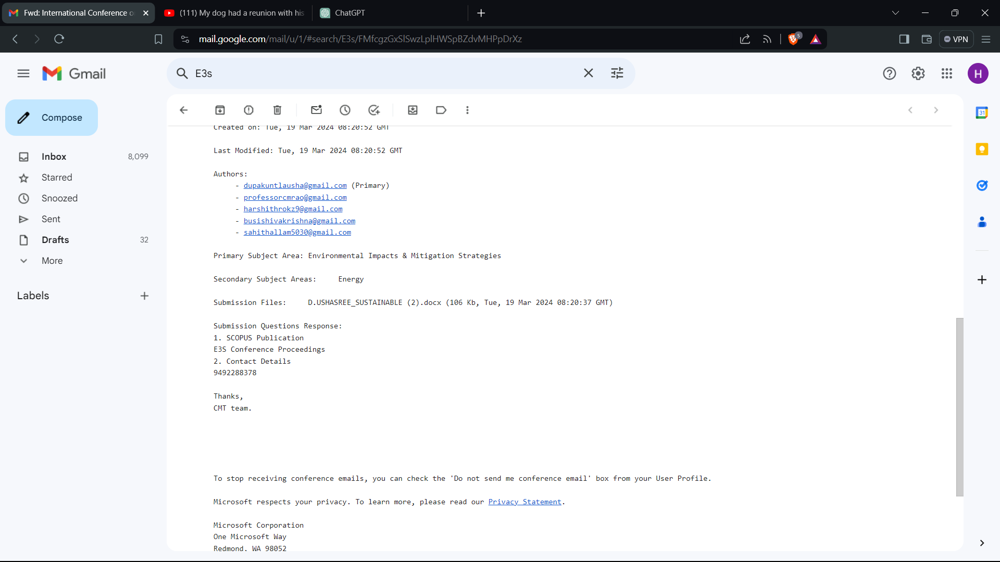 Fwd: International Conference o
(111) My dog had a reunion with his
ChatGPT
mail.google.com/mail/u/1/#search/E3s/FMfcgzGxSlSwzLplHWSpBZdvMHPpDrXz
5
VPN
Gmail
E3s
H
Compose
31
Created on: Tue, 19 Mar 2024 08:20:52 GMT
Last Modified: Tue, 19 Mar 2024 08:20:52 GMT
Inbox 8,099
Starred
Snoozed
Sent
Drafts 32
More
Labels
Authors:
- dupakuntlausha@gmail.com (Primary)
- professorcmrao@gmail.com
- harshithrokz9@gmail.com
- busishivakrishna@gmail.com
- sahithallam5030@gmail.com
Primary Subject Area: Environmental Impacts & Mitigation Strategies
Secondary Subject Areas: Energy
Submission Files: D.USHASREE_SUSTAINABLE (2).docx (106 Kb, Tue, 19 Mar 2024 08:20:37 GMT)
Submission Questions Response:
1. SCOPUS Publication
E3S Conference Proceedings
2. Contact Details
9492288378
Thanks,
CMT team.
To stop receiving conference emails, you can check the 'Do not send me conference email' box from your User Profile.
Microsoft respects your privacy. To learn more, please read our Privacy Statement.
Microsoft Corporation
One Microsoft Way
Redmond, WA 98052